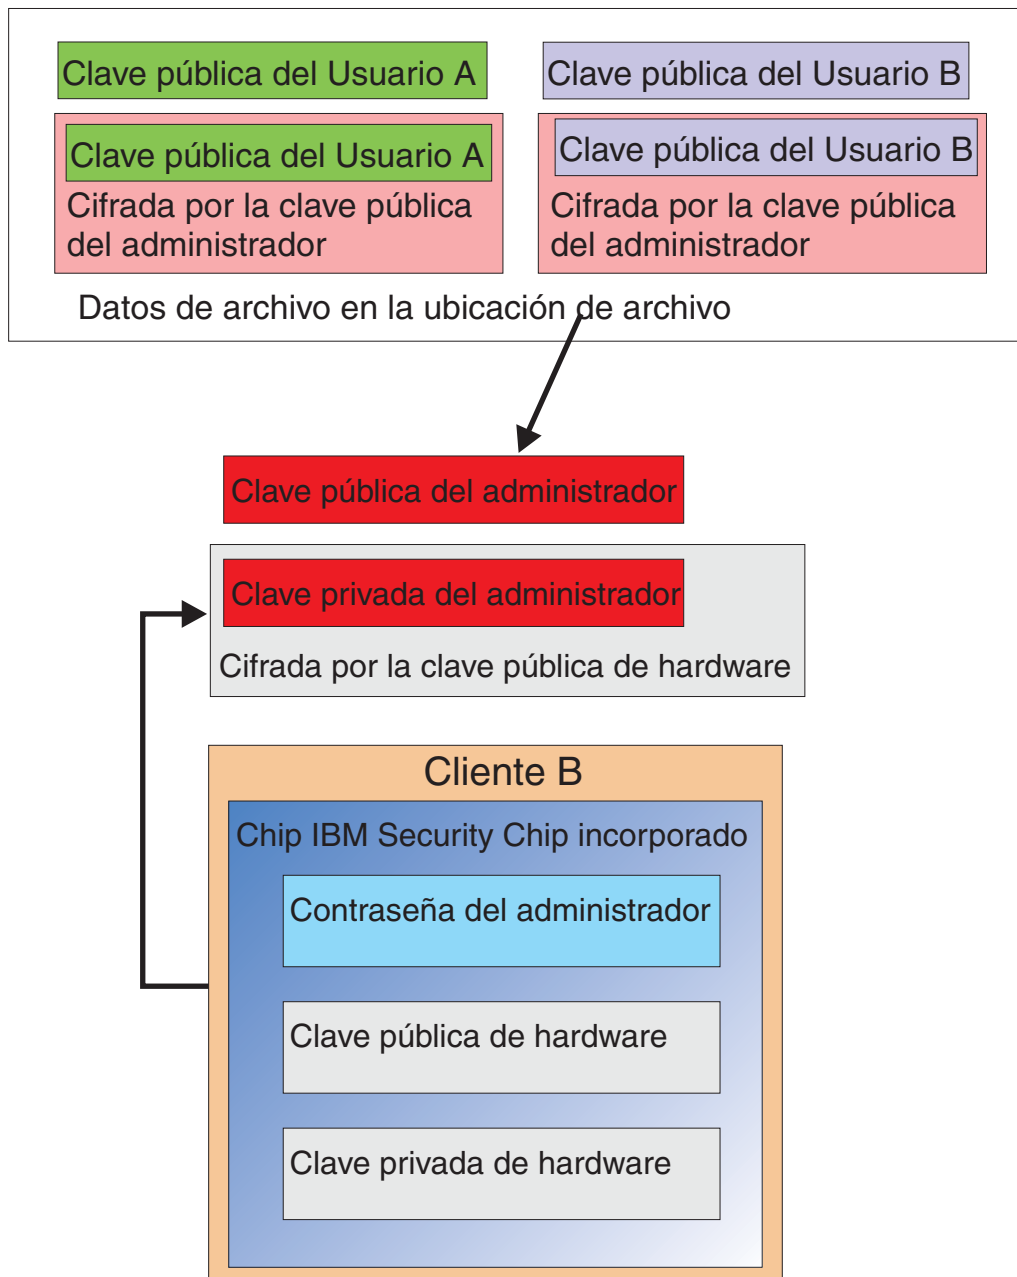 Clave pública del Usuario A
Clave pública del Usuario B
Clave pública del Usuario A
Cifrada por la clave pública
del administrador
Clave pública del Usuario B
Cifrada por la clave pública
del administrador
Datos de archivo en la ubicación de archivo
Clave pública del administrador
Clave privada del administrador
Cifrada por la clave pública de hardware
Cliente B
Chip IBM Security Chip incorporado
Contraseña del administrador
Clave pública de hardware
Clave privada de hardware